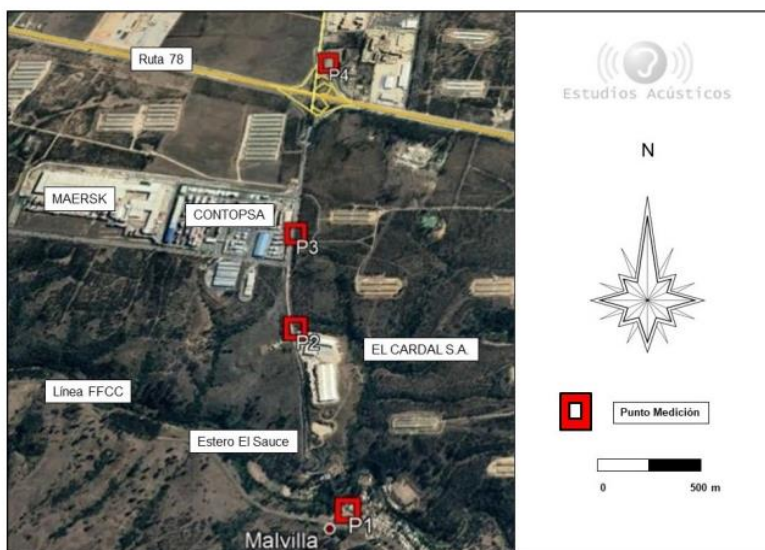 Ruta 78
P4
MAERSK
CONTOPSA
P3
P2
EL CARDAL S.A.
Línea FFCC
Estero El Sauce
P1
Malvilla
Estudios Acústicos
N
Punto Medición
0 500 m